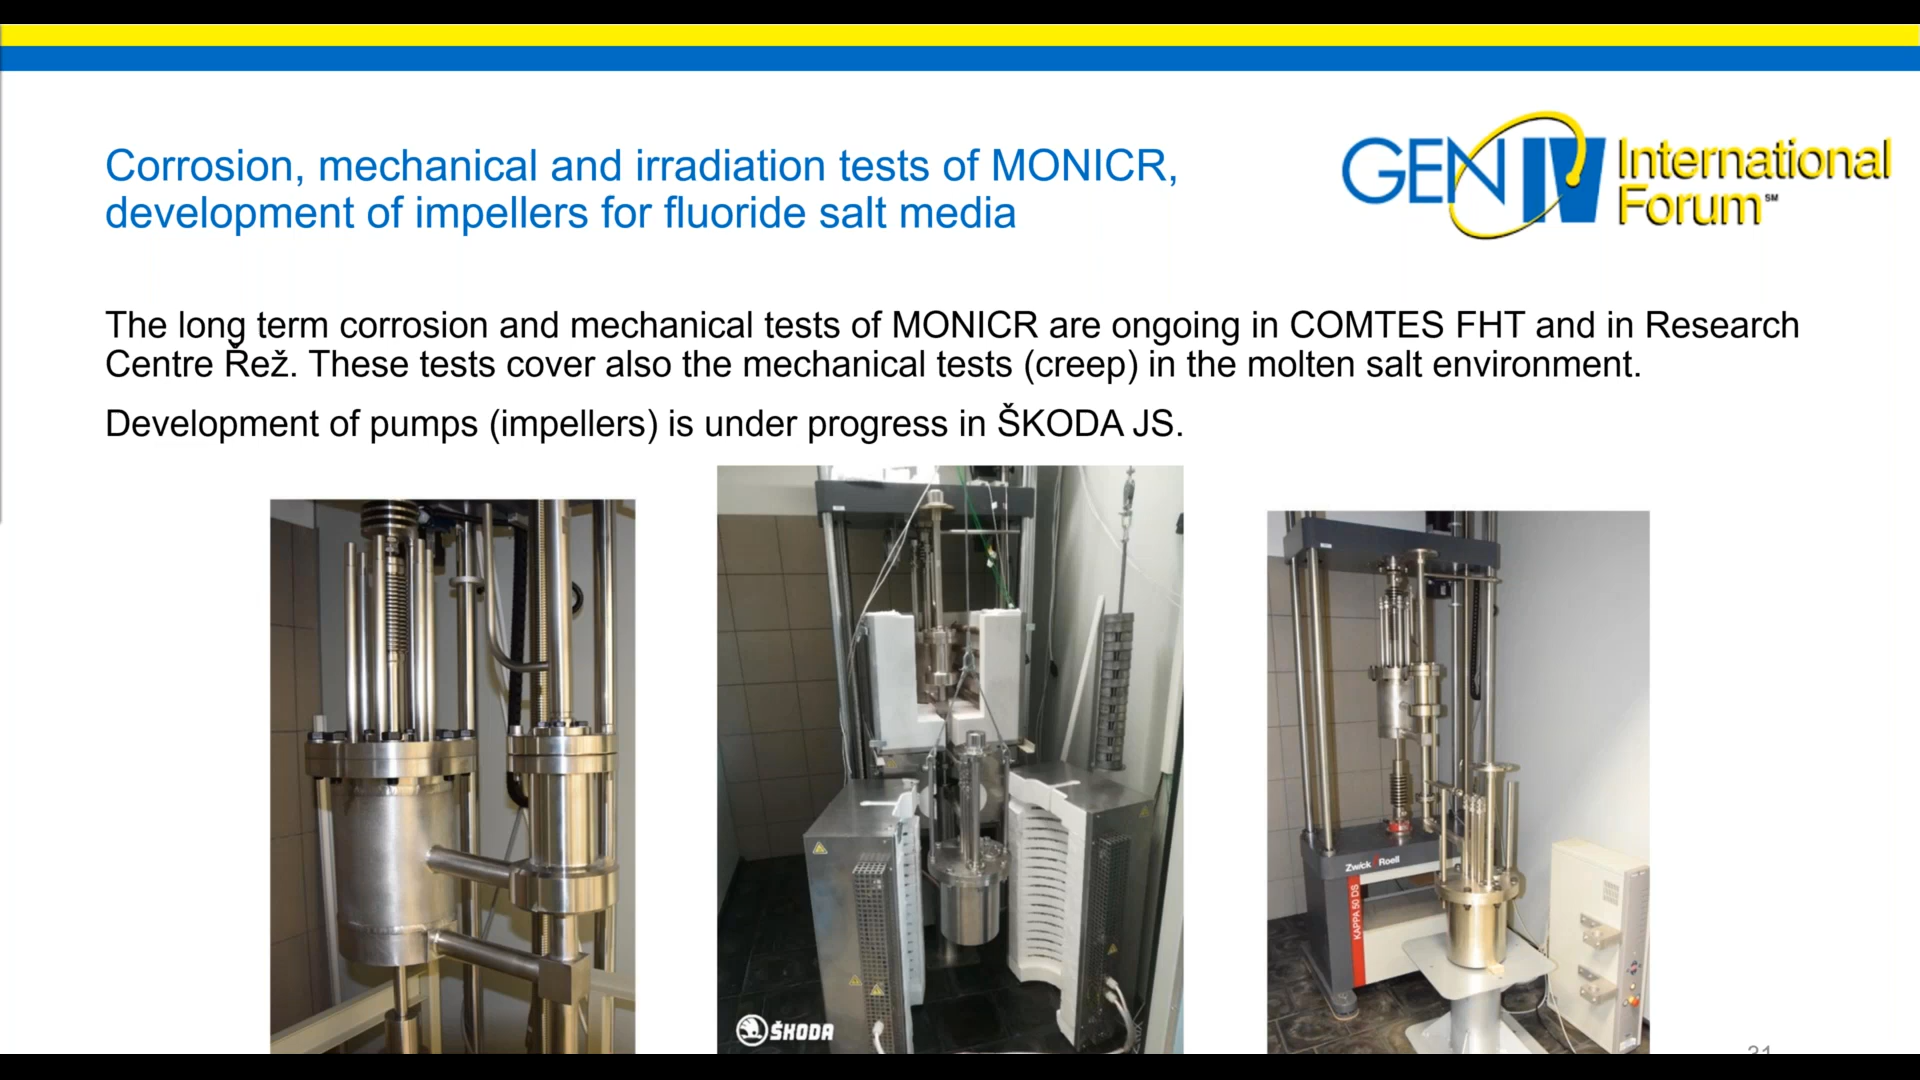 Corrosion, mechanical and irradiation tests of MONICR,
development of impellers for fluoride salt media
GEN IV International
Forum℠
The long term corrosion and mechanical tests of MONICR are ongoing in COMTES FHT and in Research
Centre Řež. These tests cover also the mechanical tests (creep) in the molten salt environment.
Development of pumps (impellers) is under progress in ŠKODA JS.
ŠKODA
Zwick Roell
KAPPA 50 DS
31